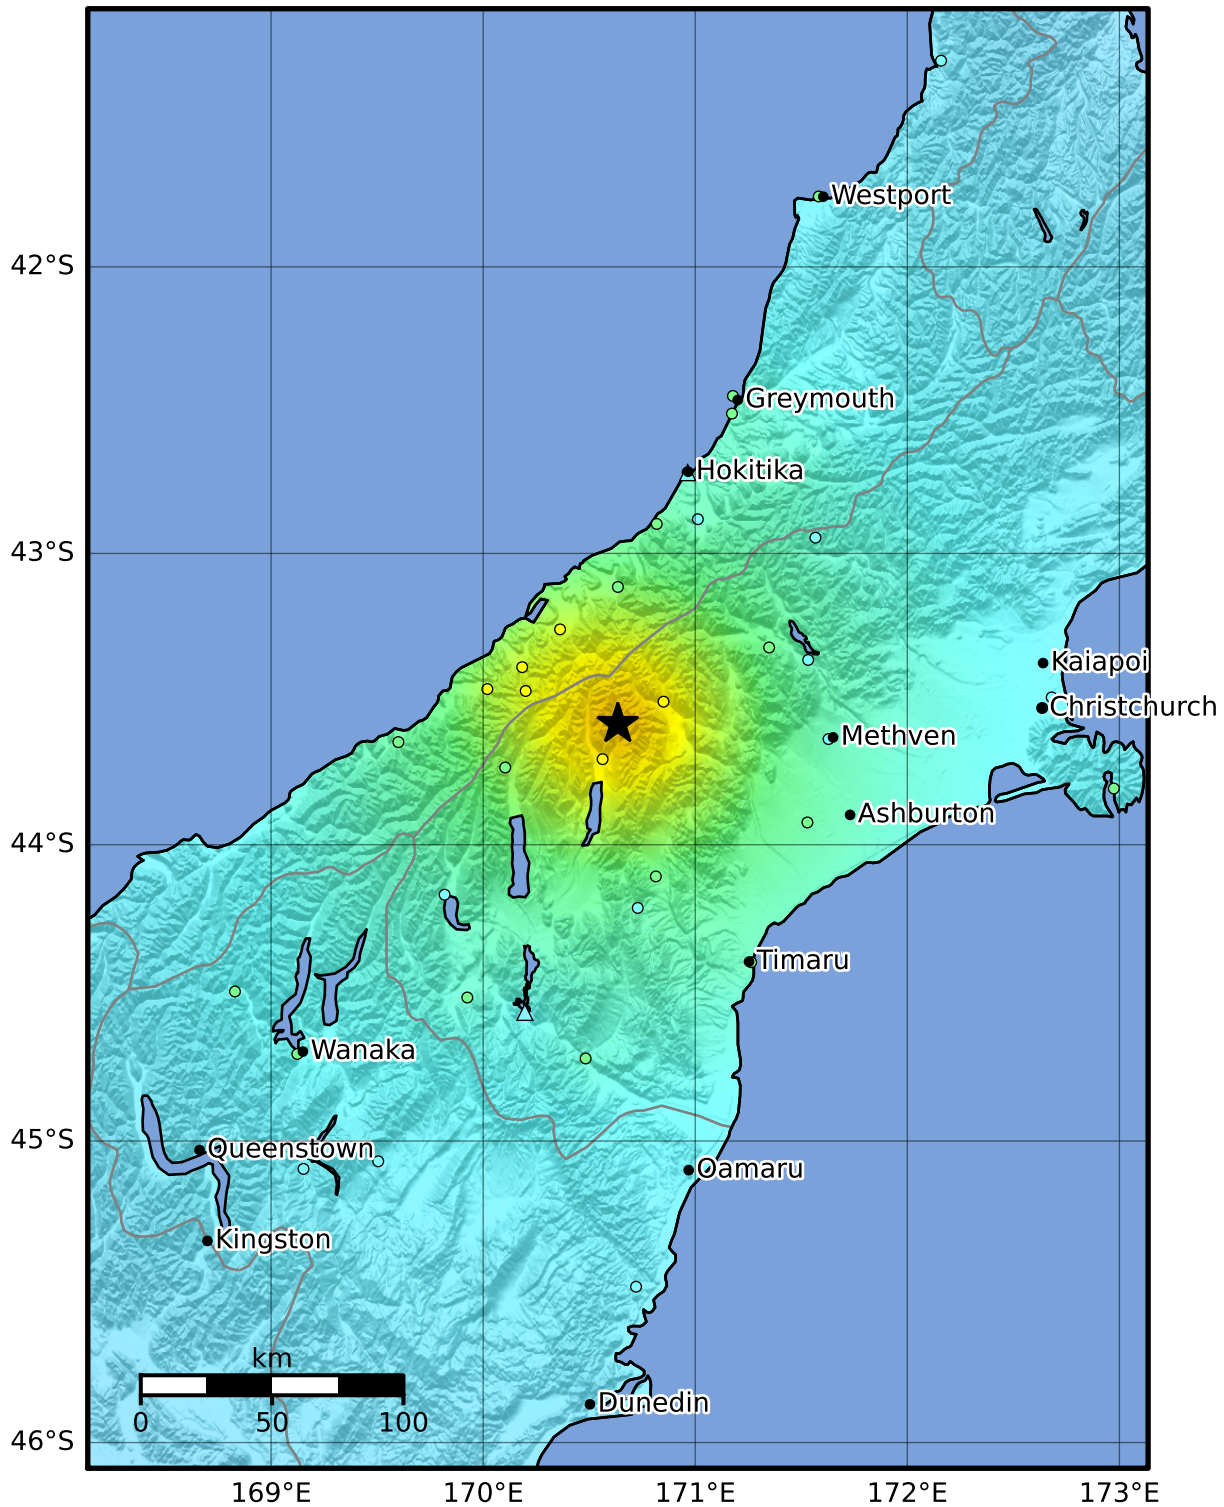 Westport
42°S
Greymouth
Hokitika
43°S
Kaiapoi
Christchurch
Methven
Ashburton
44°S
Timaru
Wanaka
45°S
Queenstown
Oamaru
Kingston
km
0 50 100
Dunedin
46°S
169°E 170°E 171°E 172°E 173°E